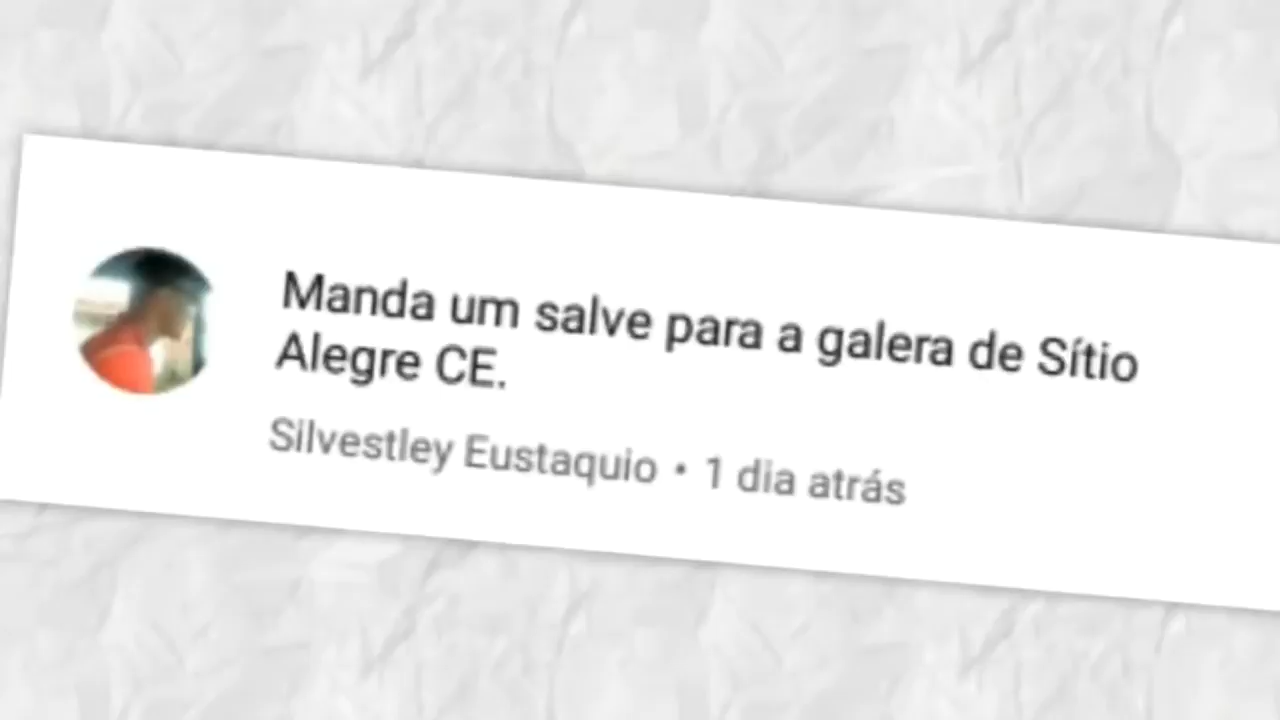 Manda um salve para a galera de Sítio
Alegre CE.
Silvestley Eustaquio • 1 dia atrás